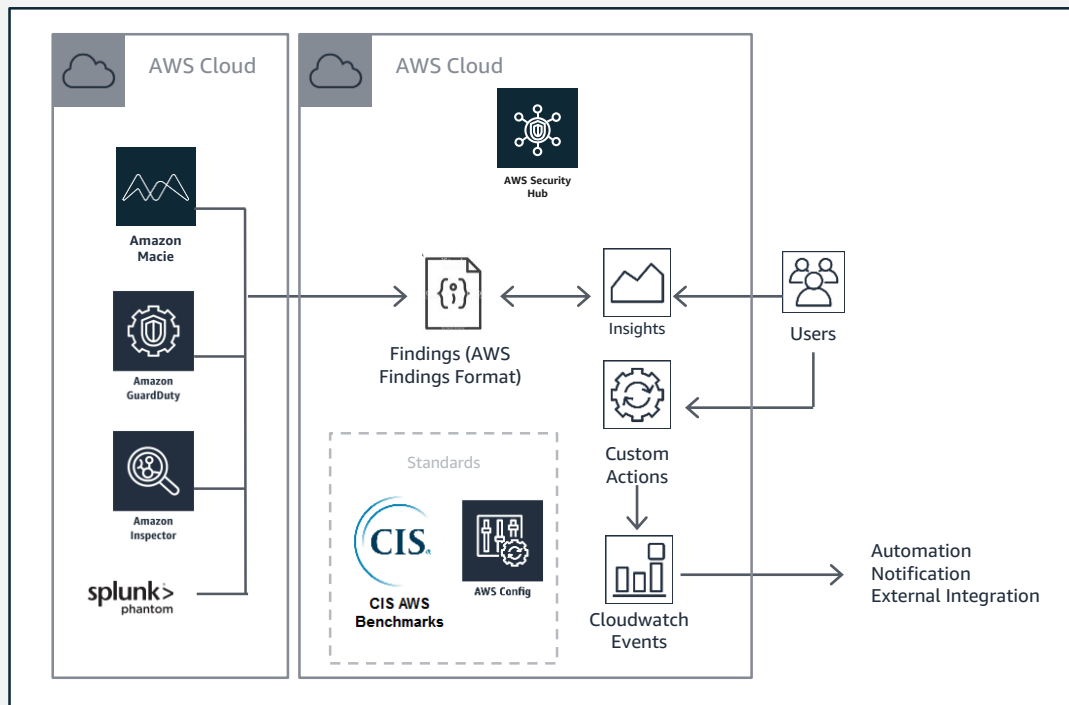 AWS Cloud
Amazon
Macie
Amazon
GuardDuty
Amazon
Inspector
splunk>
phantom
AWS Cloud
AWS Security
Hub
Findings (AWS
Findings Format)
Insights
Users
Custom
Actions
Standards
CIS.
CIS AWS
Benchmarks
AWS Config
Cloudwatch
Events
Automation
Notification
External Integration